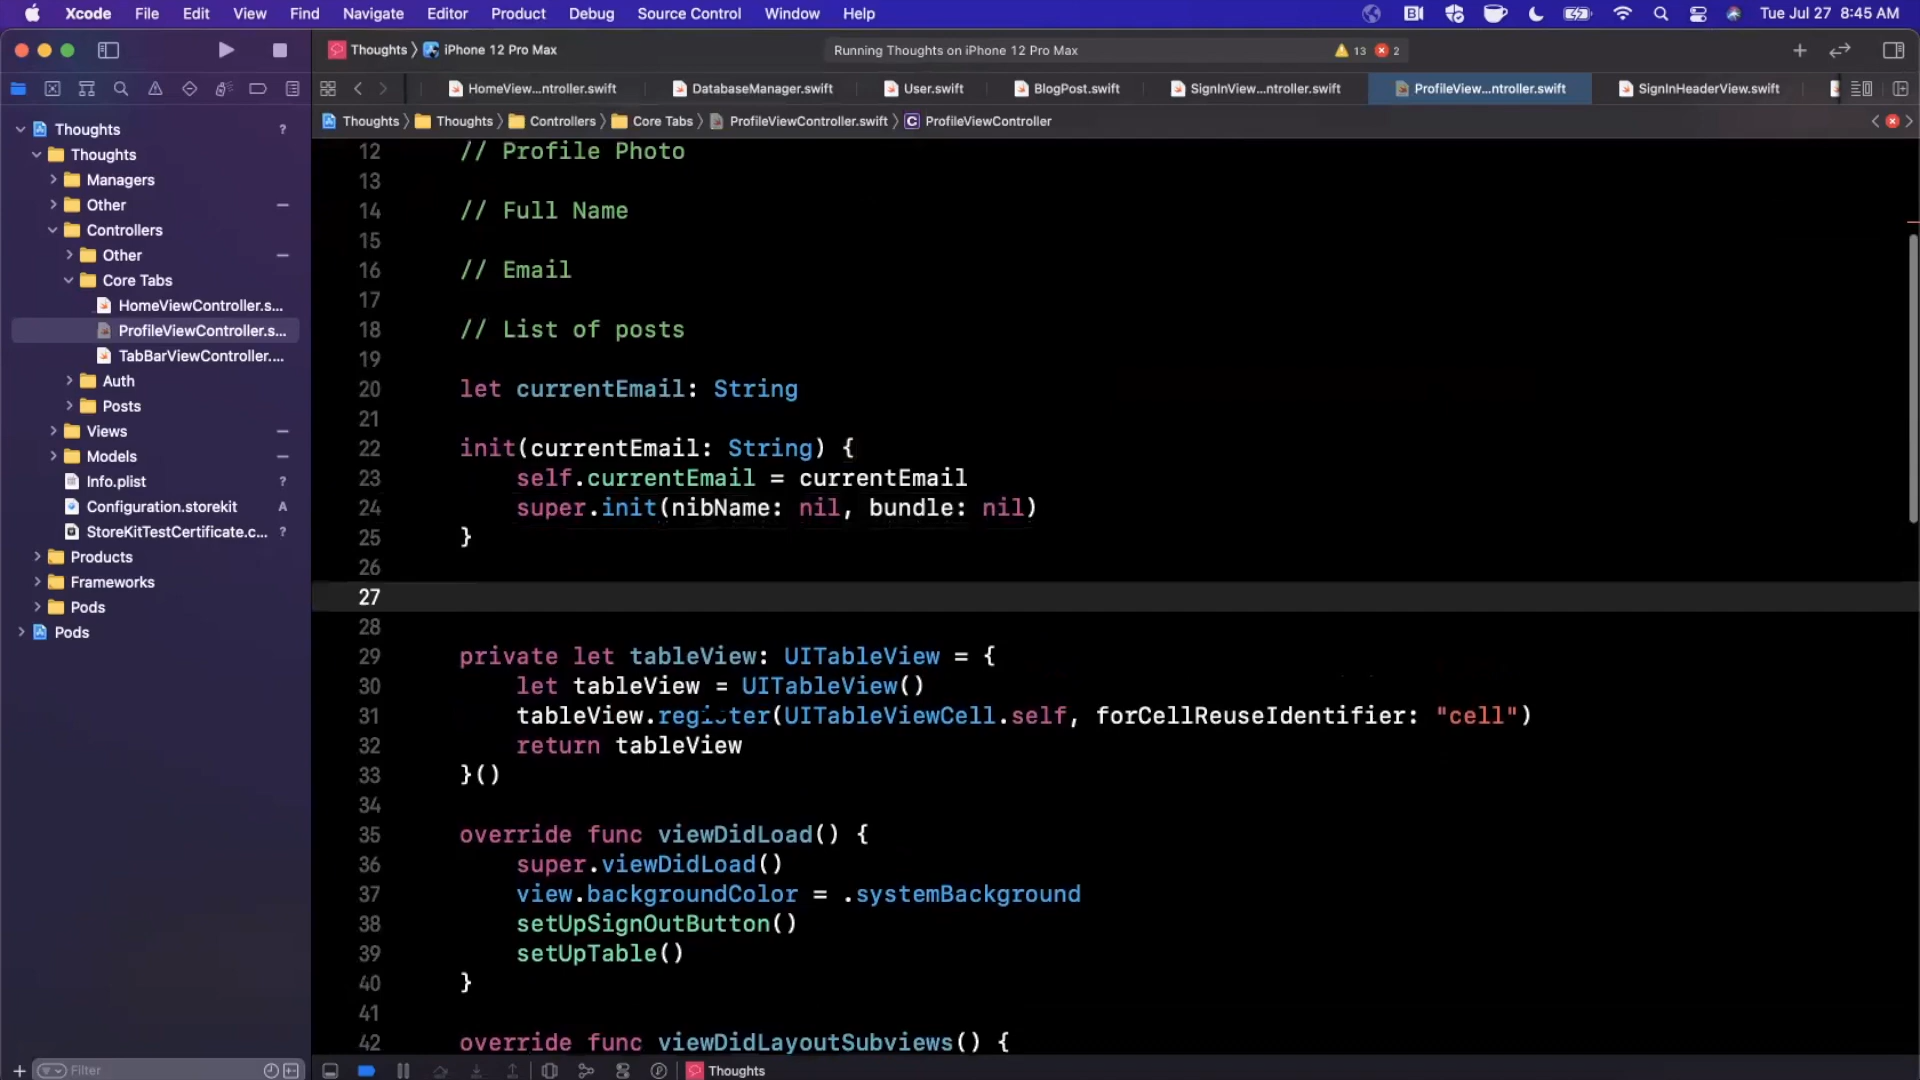 Xcode File Edit View Find Navigate Editor Product Debug Source Control Window Help Tue Jul 27 8:45 AM
Thoughts iPhone 12 Pro Max Running Thoughts on iPhone 12 Pro Max 13 2
HomeView...ntroller.swift DatabaseManager.swift User.swift BlogPost.swift SignInView...ntroller.swift ProfileView...ntroller.swift SignInHeaderView.swift
Thoughts Thoughts Controllers Core Tabs ProfileViewController.swift C ProfileViewController
Thoughts ?
Thoughts
Managers
Other
Controllers
Other
Core Tabs
HomeViewController.s...
ProfileViewController.s...
TabBarViewController....
Auth
Posts
Views
Models
Info.plist ?
Configuration.storekit A
StoreKitTestCertificate.c... ?
Products
Frameworks
Pods
Pods
Filter
12 // Profile Photo
13
14 // Full Name
15
16 // Email
17
18 // List of posts
19
20 let currentEmail: String
21
22 init(currentEmail: String) {
23 self.currentEmail = currentEmail
24 super.init(nibName: nil, bundle: nil)
25 }
26
27
28
29 private let tableView: UITableView = {
30 let tableView = UITableView()
31 tableView.register(UITableViewCell.self, forCellReuseIdentifier: "cell")
32 return tableView
33 }()
34
35 override func viewDidLoad() {
36 super.viewDidLoad()
37 view.backgroundColor = .systemBackground
38 setUpSignOutButton()
39 setUpTable()
40 }
41
42 override func viewDidLayoutSubviews() {
Thoughts